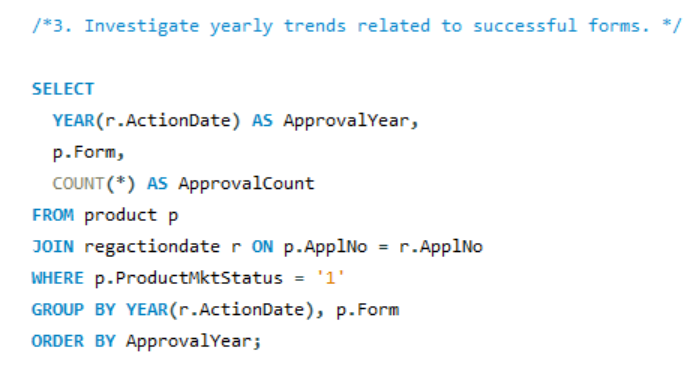 /*3. Investigate yearly trends related to successful forms. */
SELECT
YEAR(r.ActionDate) AS ApprovalYear,
p.Form,
COUNT(*) AS ApprovalCount
FROM product p
JOIN regactiondate r ON p.ApplNo = r.ApplNo
WHERE p.ProductMktStatus = '1'
GROUP BY YEAR(r.ActionDate), p.Form
ORDER BY ApprovalYear;